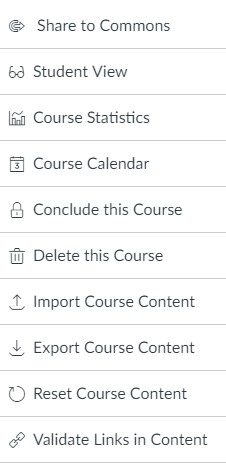 Share to Commons
Student View
Course Statistics
3 Course Calendar
Conclude this Course
Delete this Course
Import Course Content
Export Course Content
Reset Course Content
Validate Links in Content